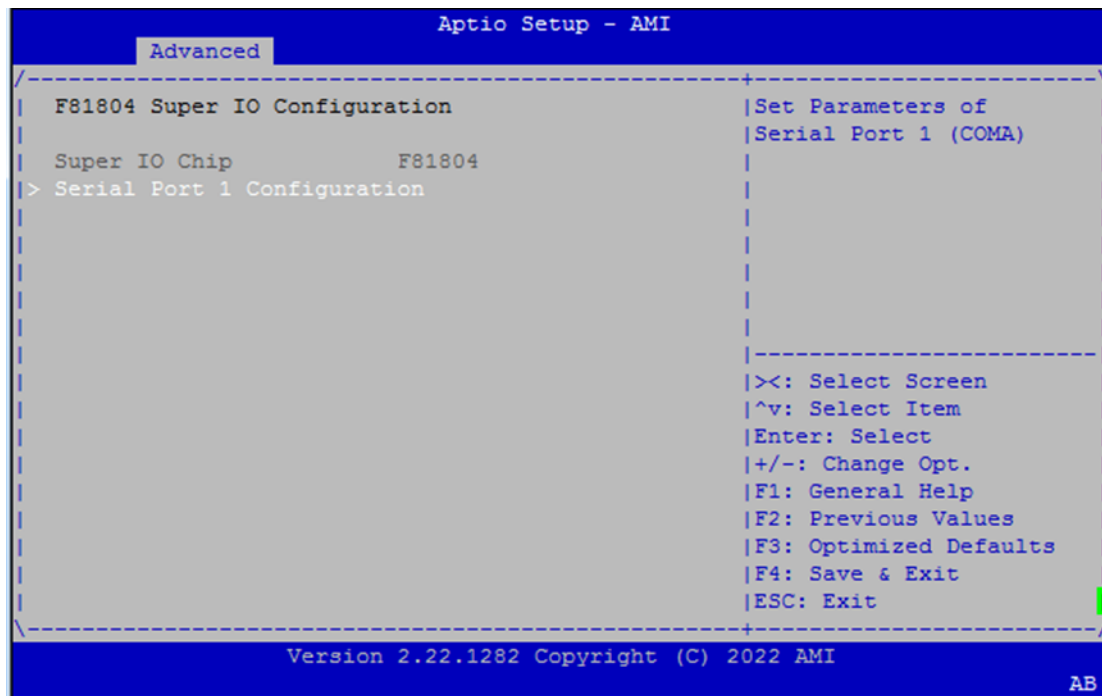 Aptio Setup - AMI
Advanced
F81804 Super IO Configuration
Super IO Chip F81804
> Serial Port 1 Configuration
Set Parameters of
Serial Port 1 (COMA)
><: Select Screen
^v: Select Item
Enter: Select
+/-: Change Opt.
F1: General Help
F2: Previous Values
F3: Optimized Defaults
F4: Save & Exit
ESC: Exit
Version 2.22.1282 Copyright (C) 2022 AMI
AB